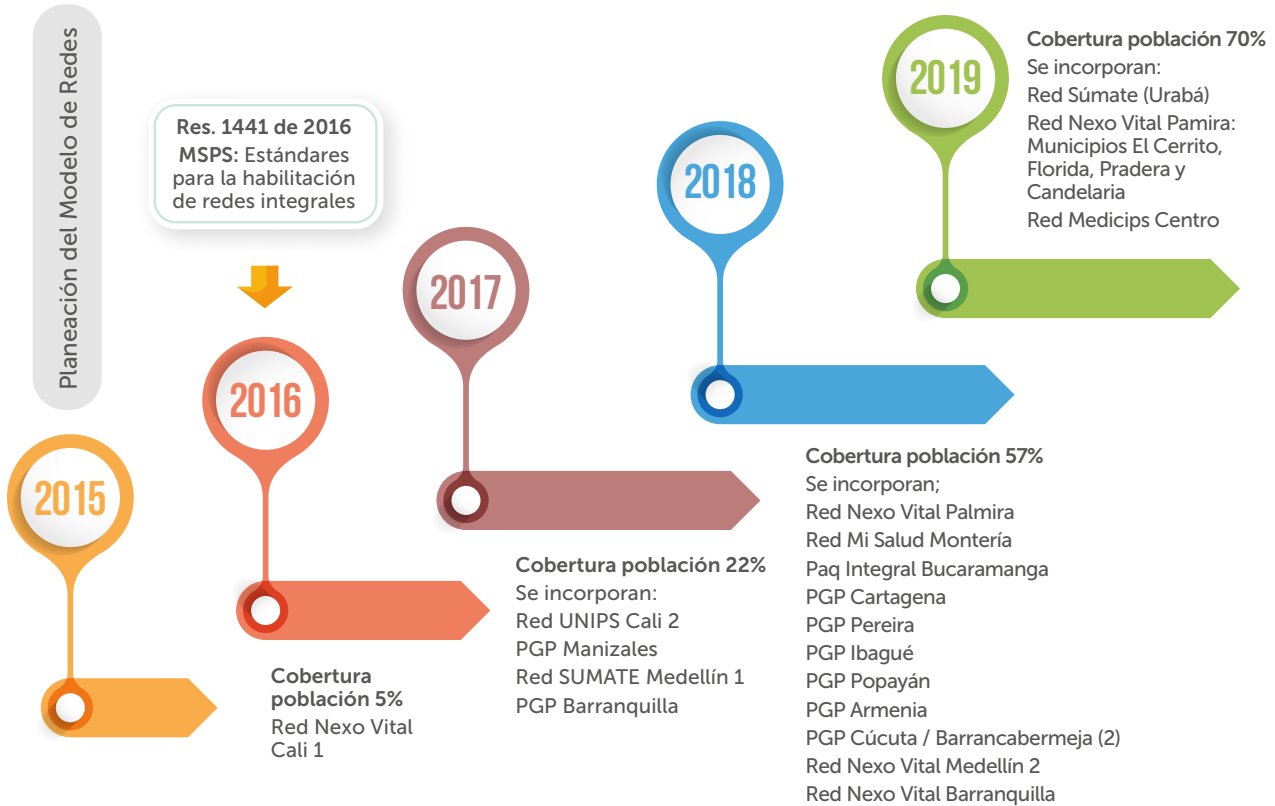 Planeación del Modelo de Redes
2015
Res. 1441 de 2016
MSPS: Estándares
para la habilitación
de redes integrales
2016
Cobertura
población 5%
Red Nexo Vital
Cali 1
2017
Cobertura población 22%
Se incorporan:
Red UNIPS Cali 2
PGP Manizales
Red SUMATE Medellín 1
PGP Barranquilla
2018
Cobertura población 57%
Se incorporan;
Red Nexo Vital Palmira
Red Mi Salud Montería
Paq Integral Bucaramanga
PGP Cartagena
PGP Pereira
PGP Ibagué
PGP Popayán
PGP Armenia
PGP Cúcuta / Barrancabermeja (2)
Red Nexo Vital Medellín 2
Red Nexo Vital Barranquilla
2019
Cobertura población 70%
Se incorporan:
Red Súmate (Urabá)
Red Nexo Vital Pamira:
Municipios El Cerrito,
Florida, Pradera y
Candelaria
Red Medicips Centro